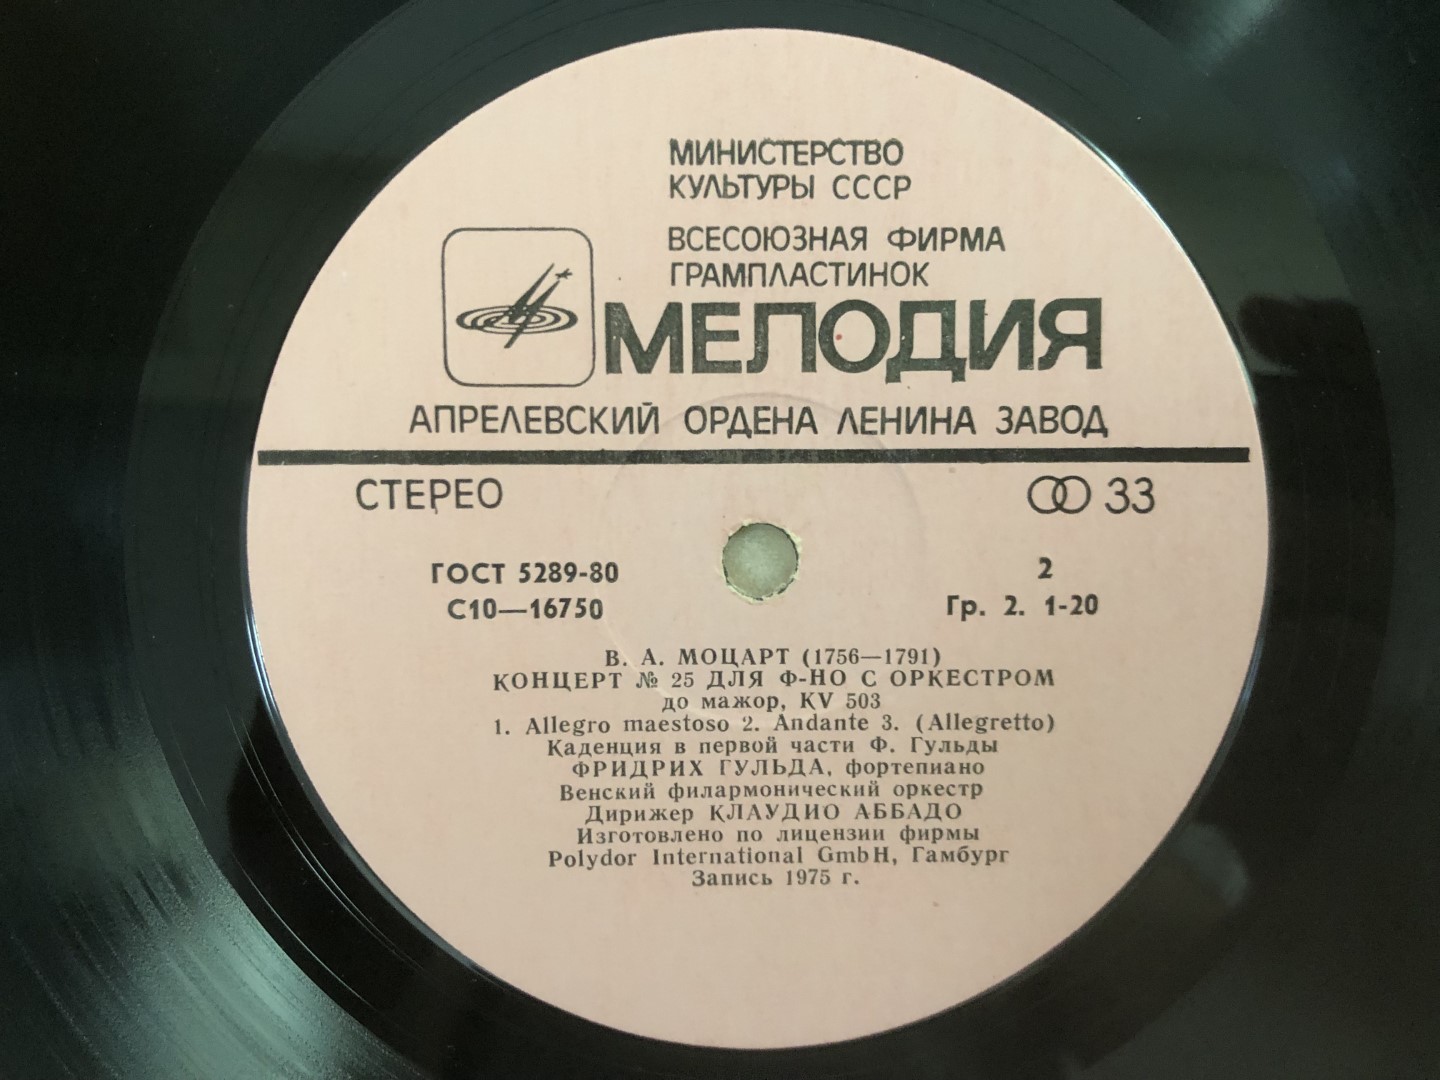 МИНИСТЕРСТВО
КУЛЬТУРЫ СССР
ВСЕСОЮЗНАЯ ФИРМА
ГРАМПЛАСТИНОК
МЕЛОДИЯ
АПРЕЛЕВСКИЙ ОРДЕНА ЛЕНИНА ЗАВОД
СТЕРЕО 33
ГОСТ 5289-80 2
С10—16750 Гр. 2. 1-20
В. А. МОЦАРТ (1756—1791)
КОНЦЕРТ № 25 ДЛЯ Ф-НО С ОРКЕСТРОМ
до мажор, KV 503
1. Allegro maestoso 2. Andante 3. (Allegretto)
Каденция в первой части Ф. Гульды
ФРИДРИХ ГУЛЬДА, фортепиано
Венский филармонический оркестр
Дирижер КЛАУДИО АББАДО
Изготовлено по лицензии фирмы
Polydor International GmbH, Гамбург
Запись 1975 г.